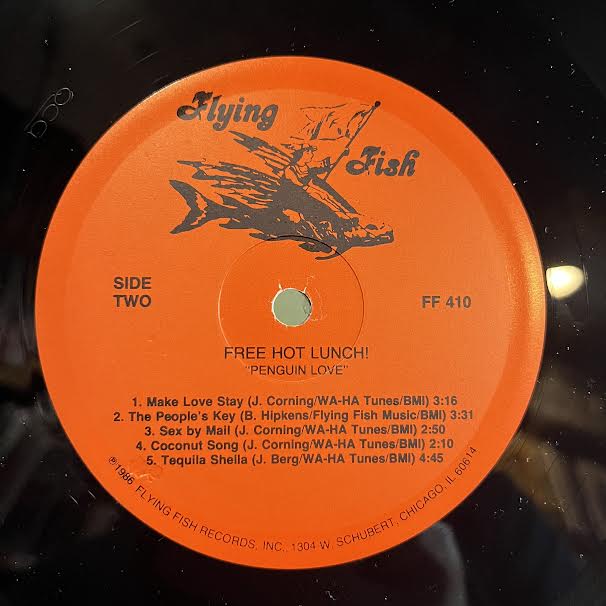 Flying
Fish
SIDE
TWO
FF 410
FREE HOT LUNCH!
"PENGUIN LOVE"
1. Make Love Stay (J. Corning/WA-HA Tunes/BMI) 3:16
2. The People's Key (B. Hipkens/Flying Fish Music/BMI) 3:31
3. Sex by Mail (J. Corning/WA-HA Tunes/BMI) 2:50
4. Coconut Song (J. Corning/WA-HA Tunes/BMI) 2:10
5. Tequila Shella (J. Berg/WA-HA Tunes/BMI) 4:45
℗1986, FLYING FISH RECORDS, INC., 1304 W. SCHUBERT, CHICAGO, IL 60614